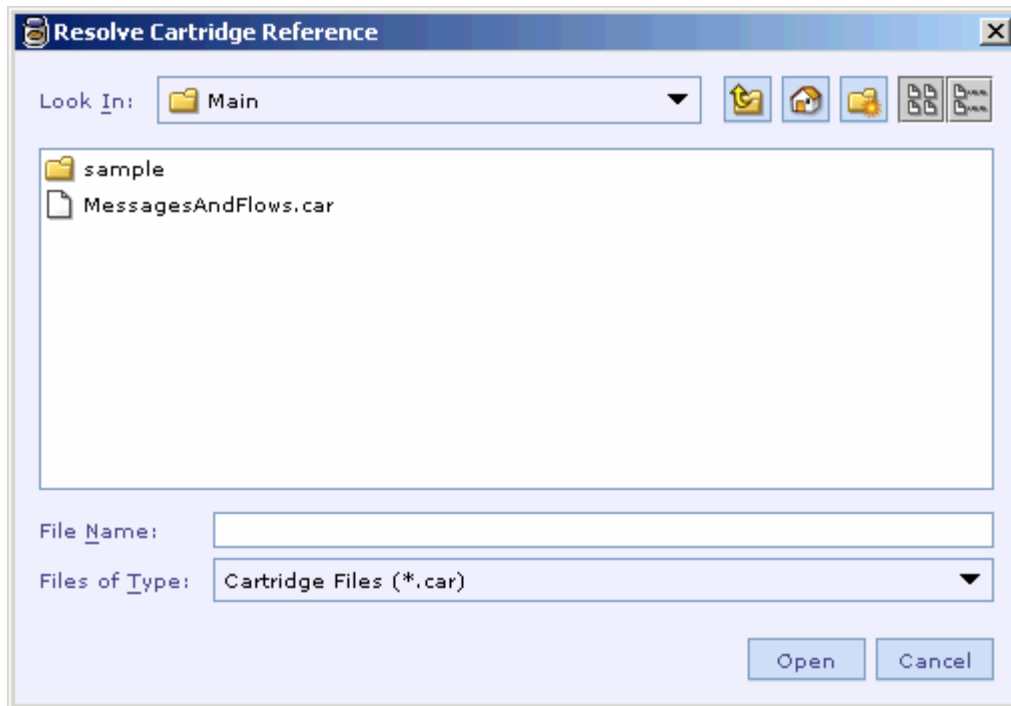 Resolve Cartridge Reference
Look In: Main
sample
MessagesAndFlows.car
File Name:
Files of Type: Cartridge Files (*.car)
Open Cancel